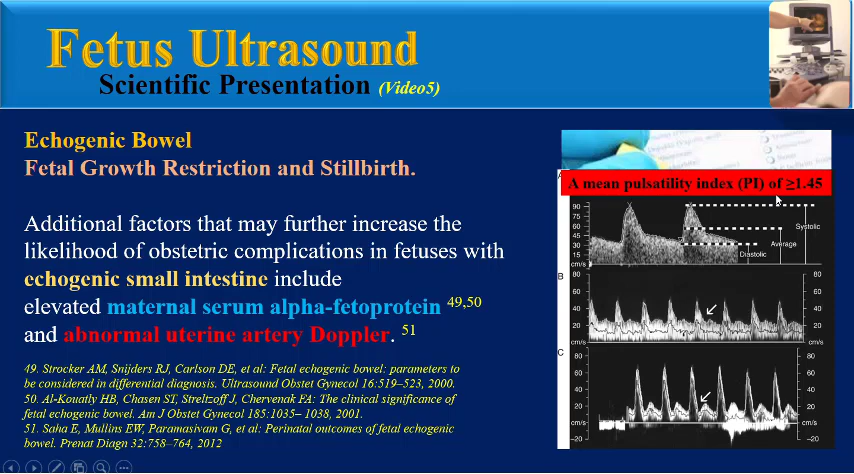 Fetus Ultrasound
Scientific Presentation (Video5)
Echogenic Bowel
Fetal Growth Restriction and Stillbirth.
Additional factors that may further increase the
likelihood of obstetric complications in fetuses with
echogenic small intestine include
elevated maternal serum alpha-fetoprotein 49,50
and abnormal uterine artery Doppler. 51
49. Strocker AM, Snijders RJ, Carlson DE, et al: Fetal echogenic bowel: parameters to
be considered in differential diagnosis. Ultrasound Obstet Gynecol 16:519–523, 2000.
50. Al-Kouatly HB, Chasen ST, Streltzoff J, Chervenak FA: The clinical significance of
fetal echogenic bowel. Am J Obstet Gynecol 185:1035– 1038, 2001.
51. Saha E, Mullins EW, Paramasivam G, et al: Perinatal outcomes of fetal echogenic
bowel. Prenat Diagn 32:758–764, 2012
A mean pulsatility index (PI) of ≥1.45
90
75
60
45
30
15
cm/s
Systolic
Average
Diastolic
B
80 80
60 60
40 40
20 20
cm/s cm/s
C
80 80
60 60
40 40
20 20
cm/s cm/s
–20 –20